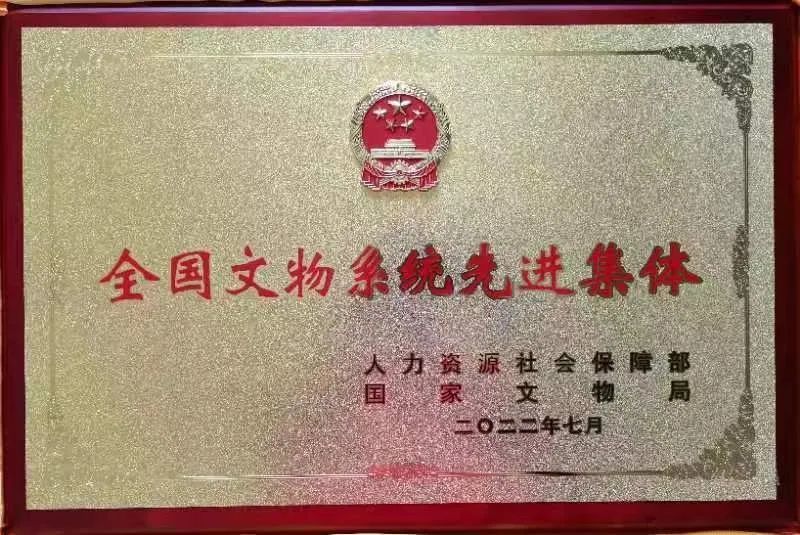 全国文物系统先进集体
人力资源社会保障部
国家文物局
二〇二二年七月